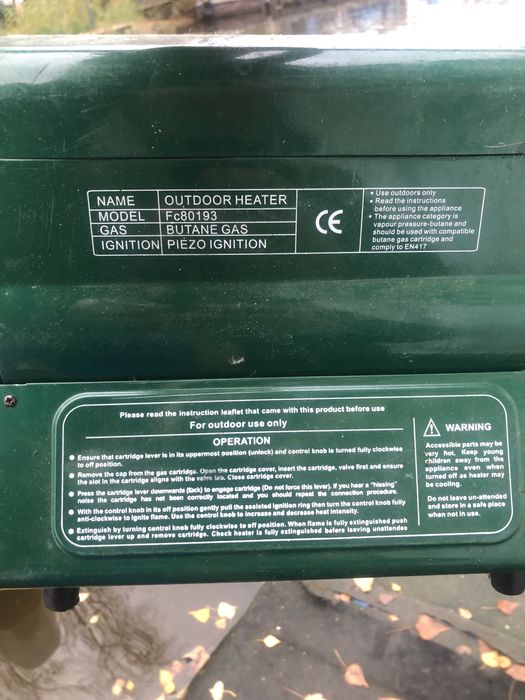 NAME OUTDOOR HEATER
MODEL Fc80193
GAS BUTANE GAS
IGNITION PIÉZO IGNITION
CE
• Use outdoors only
• Read the instructions
before using the appliance
• The appliance category is
vapour pressure-butane and
should be used with compatible
butane gas cartridge and
comply to EN417
Please read the instruction leaflet that came with this product before use
For outdoor use only
OPERATION
● Ensure that cartridge lever is in its uppermost position (unlock) and control knob is turned fully clockwise
to off position.
● Remove the cap from the gas cartridge. Open the cartridge cover, insert the cartridge, valve first and ensure
the slot in the cartridge aligns with the valve tab. Close cartridge cover.
● Press the cartridge lever downwards (lock) to engage cartridge (Do not force this lever). If you hear a "hissing"
noise the cartridge has not been correctly located and you should repeat the connection procedure.
● With the control knob in its off position gently pull the assisted ignition ring then turn the control knob fully
anti-clockwise to ignite flame. Use the control knob to increase and decrease heat intensity.
● Extinguish by turning control knob fully clockwise to off position. When flame is fully extinguished push
cartridge lever up and remove cartridge. Check heater is fully extinguished before leaving unattended
WARNING
Accessible parts may be
very hot. Keep young
children away from the
appliance even when
turned off as heater may
be cooling.
Do not leave un-attended
and store in a safe place
when not in use.